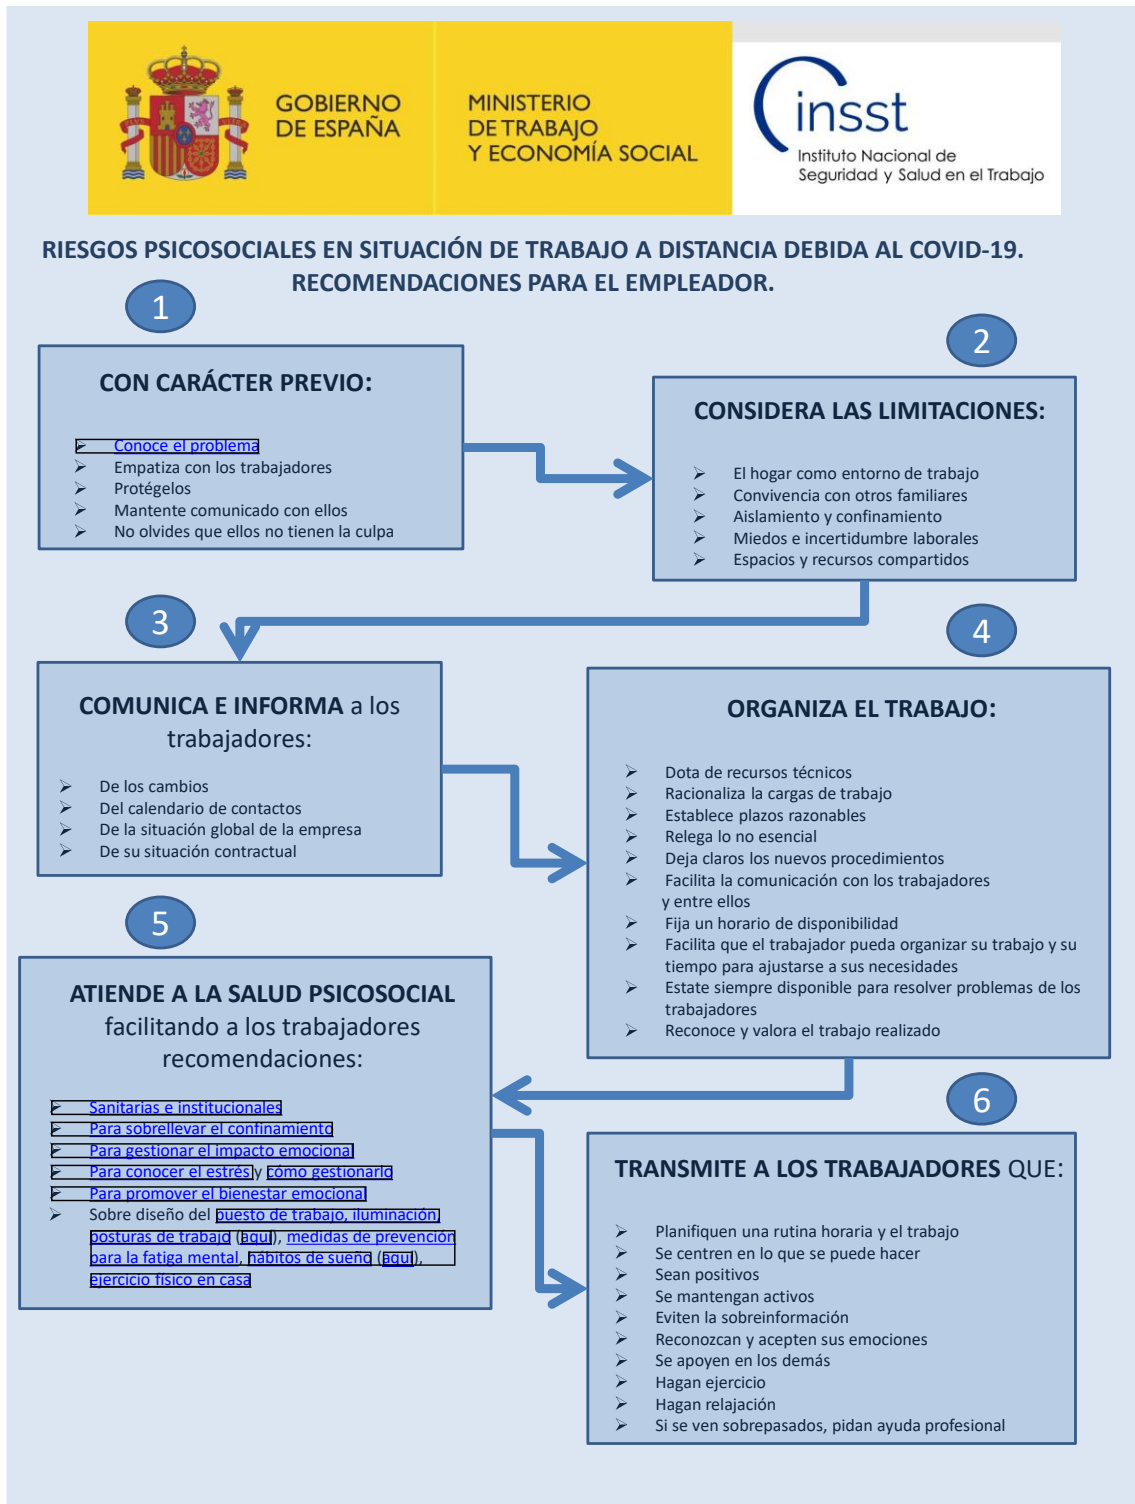 GOBIERNO
DE ESPAÑA
MINISTERIO
DE TRABAJO
Y ECONOMÍA SOCIAL
insst
Instituto Nacional de
Seguridad y Salud en el Trabajo
RIESGOS PSICOSOCIALES EN SITUACIÓN DE TRABAJO A DISTANCIA DEBIDA AL COVID-19.
RECOMENDACIONES PARA EL EMPLEADOR.
1
CON CARÁCTER PREVIO:
➢ Conoce el problema
➢ Empatiza con los trabajadores
➢ Protégelos
➢ Mantente comunicado con ellos
➢ No olvides que ellos no tienen la culpa
2
CONSIDERA LAS LIMITACIONES:
➢ El hogar como entorno de trabajo
➢ Convivencia con otros familiares
➢ Aislamiento y confinamiento
➢ Miedos e incertidumbre laborales
➢ Espacios y recursos compartidos
3
COMUNICA E INFORMA a los
trabajadores:
➢ De los cambios
➢ Del calendario de contactos
➢ De la situación global de la empresa
➢ De su situación contractual
4
ORGANIZA EL TRABAJO:
➢ Dota de recursos técnicos
➢ Racionaliza la cargas de trabajo
➢ Establece plazos razonables
➢ Relega lo no esencial
➢ Deja claros los nuevos procedimientos
➢ Facilita la comunicación con los trabajadores
y entre ellos
➢ Fija un horario de disponibilidad
➢ Facilita que el trabajador pueda organizar su trabajo y su
tiempo para ajustarse a sus necesidades
➢ Estate siempre disponible para resolver problemas de los
trabajadores
➢ Reconoce y valora el trabajo realizado
5
ATIENDE A LA SALUD PSICOSOCIAL
facilitando a los trabajadores
recomendaciones:
➢ Sanitarias e institucionales
➢ Para sobrellevar el confinamiento
➢ Para gestionar el impacto emocional
➢ Para conocer el estrés y cómo gestionarlo
➢ Para promover el bienestar emocional
➢ Sobre diseño del puesto de trabajo, iluminación,
posturas de trabajo (aquí), medidas de prevención
para la fatiga mental, hábitos de sueño (aquí),
ejercicio físico en casa
6
TRANSMITE A LOS TRABAJADORES QUE:
➢ Planifiquen una rutina horaria y el trabajo
➢ Se centren en lo que se puede hacer
➢ Sean positivos
➢ Se mantengan activos
➢ Eviten la sobreinformación
➢ Reconozcan y acepten sus emociones
➢ Se apoyen en los demás
➢ Hagan ejercicio
➢ Hagan relajación
➢ Si se ven sobrepasados, pidan ayuda profesional